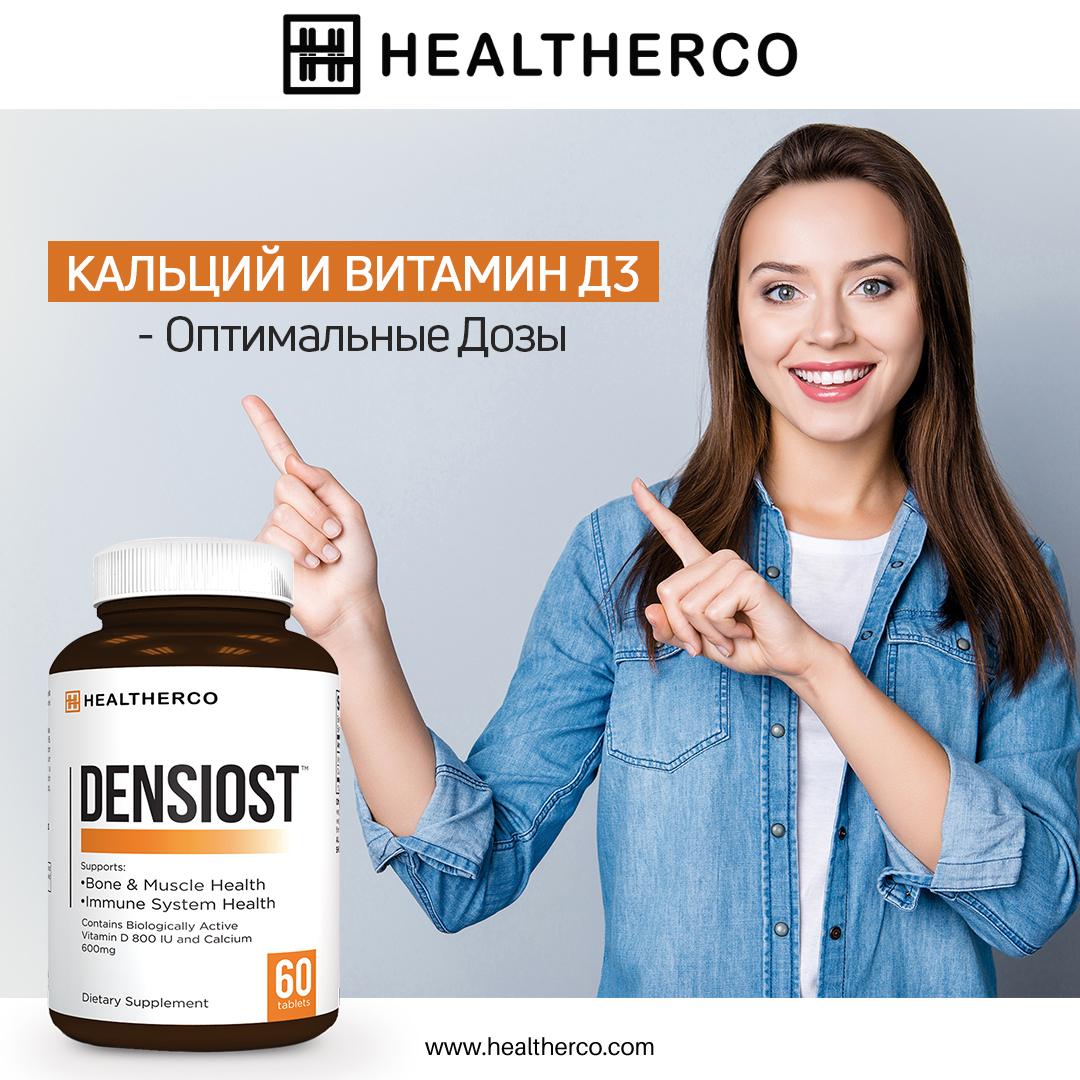 HEALTHERCO
КАЛЬЦИЙ И ВИТАМИН Д3
- Оптимальные Дозы
HEALTHERCO
DENSIOST™
Supports:
•Bone & Muscle Health
•Immune System Health
Contains Biologically Active
Vitamin D 800 IU and Calcium
600mg
60
tablets
Dietary Supplement
www.healtherco.com